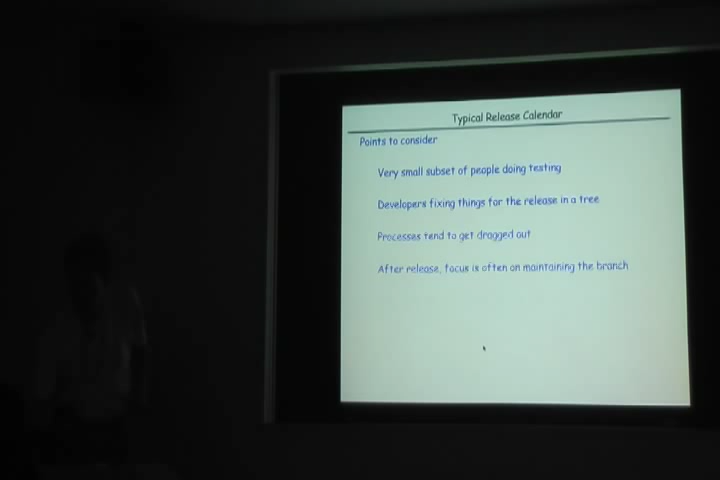 Typical Release Calendar
Points to consider
Very small subset of people doing testing
Developers fixing things for the release in a tree
Processes tend to get dragged out
After release, focus is often on maintaining the branch